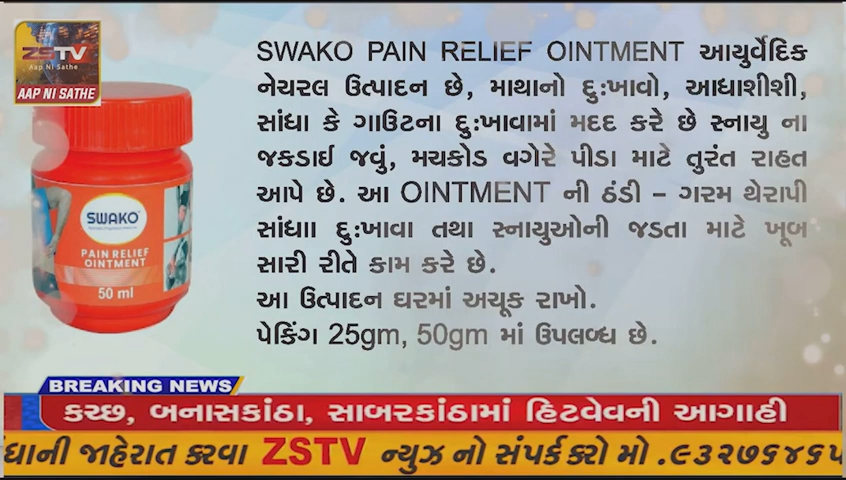 ZSTV
Aap Ni Sathe
AAP NI SATHE
SWAKO PAIN RELIEF OINTMENT આયુર્વેદિક
નેચરલ ઉત્પાદન છે, માથાનો દુઃખાવો, આધાશીશી,
સાંધા કે ગાઉટના દુઃખાવામાં મદદ કરે છે સ્નાયુ ના
જકડાઈ જવું, મચકોડ વગેરે પીડા માટે તુરંત રાહત
આપે છે. આ OINTMENT ની ઠંડી – ગરમ થેરાપી
સાંધાા દુઃખાવા તથા સ્નાયુઓની જડતા માટે ખૂબ
સારી રીતે કામ કરે છે.
આ ઉત્પાદન ઘરમાં અચૂક રાખો.
પેકિંગ 25gm, 50gm માં ઉપલબ્ધ છે.
SWAKO
PAIN RELIEF
OINTMENT
50 ml
BREAKING NEWS
કચ્છ, બનાસકાંઠા, સાબરકાંઠામાં હિટવેવની આગાહી
ંધાની જાહેરાત કરવા ZSTV ન્યુઝ નો સંપર્ક કરો મો .૯૩૨૭૬૪૬૫